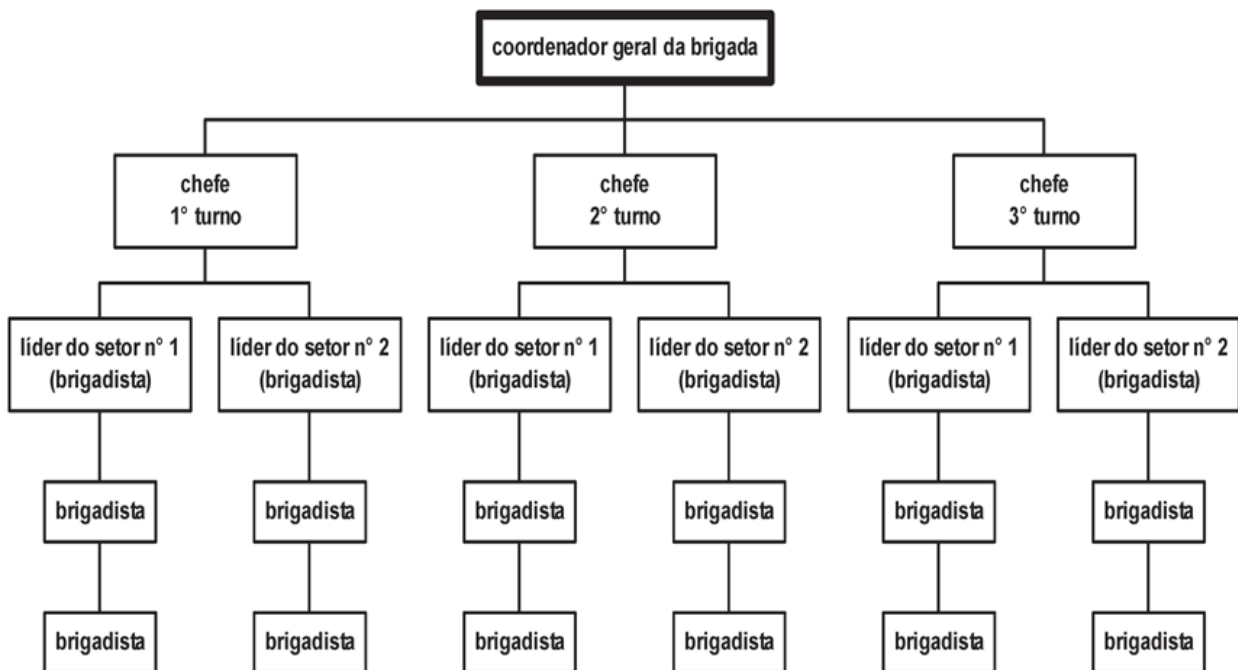 coordenador geral da brigada
chefe
1° turno
chefe
2° turno
chefe
3° turno
líder do setor n° 1
(brigadista)
líder do setor n° 2
(brigadista)
líder do setor n° 1
(brigadista)
líder do setor n° 2
(brigadista)
líder do setor n° 1
(brigadista)
líder do setor n° 2
(brigadista)
brigadista
brigadista
brigadista
brigadista
brigadista
brigadista
brigadista
brigadista
brigadista
brigadista
brigadista
brigadista